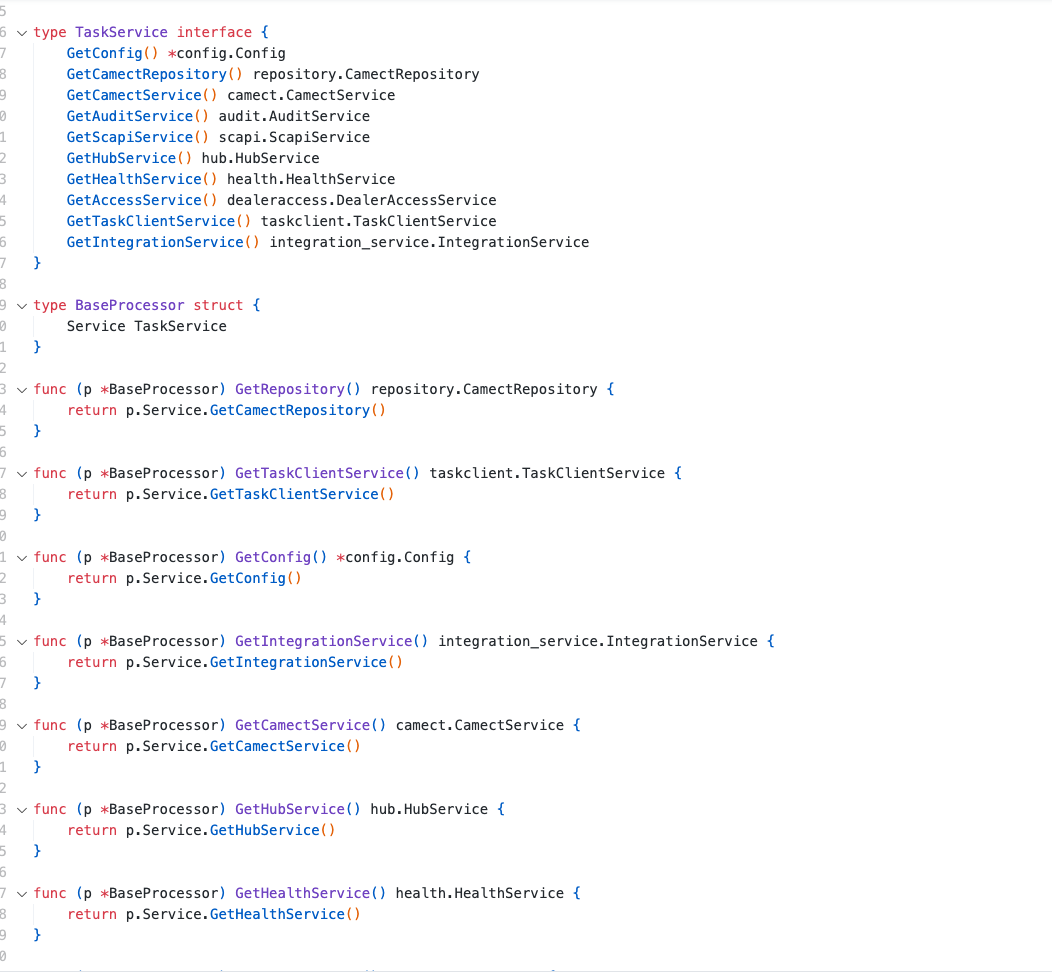 5
6 type TaskService interface {
7     GetConfig() *config.Config
8     GetCamectRepository() repository.CamectRepository
9     GetCamectService() camect.CamectService
0     GetAuditService() audit.AuditService
1     GetScapiService() scapi.ScapiService
2     GetHubService() hub.HubService
3     GetHealthService() health.HealthService
4     GetAccessService() dealeraccess.DealerAccessService
5     GetTaskClientService() taskclient.TaskClientService
6     GetIntegrationService() integration_service.IntegrationService
7 }
8
9 type BaseProcessor struct {
0     Service TaskService
1 }
2
3 func (p *BaseProcessor) GetRepository() repository.CamectRepository {
4     return p.Service.GetCamectRepository()
5 }
6
7 func (p *BaseProcessor) GetTaskClientService() taskclient.TaskClientService {
8     return p.Service.GetTaskClientService()
9 }
0
1 func (p *BaseProcessor) GetConfig() *config.Config {
2     return p.Service.GetConfig()
3 }
4
5 func (p *BaseProcessor) GetIntegrationService() integration_service.IntegrationService {
6     return p.Service.GetIntegrationService()
7 }
8
9 func (p *BaseProcessor) GetCamectService() camect.CamectService {
0     return p.Service.GetCamectService()
1 }
2
3 func (p *BaseProcessor) GetHubService() hub.HubService {
4     return p.Service.GetHubService()
5 }
6
7 func (p *BaseProcessor) GetHealthService() health.HealthService {
8     return p.Service.GetHealthService()
9 }
0